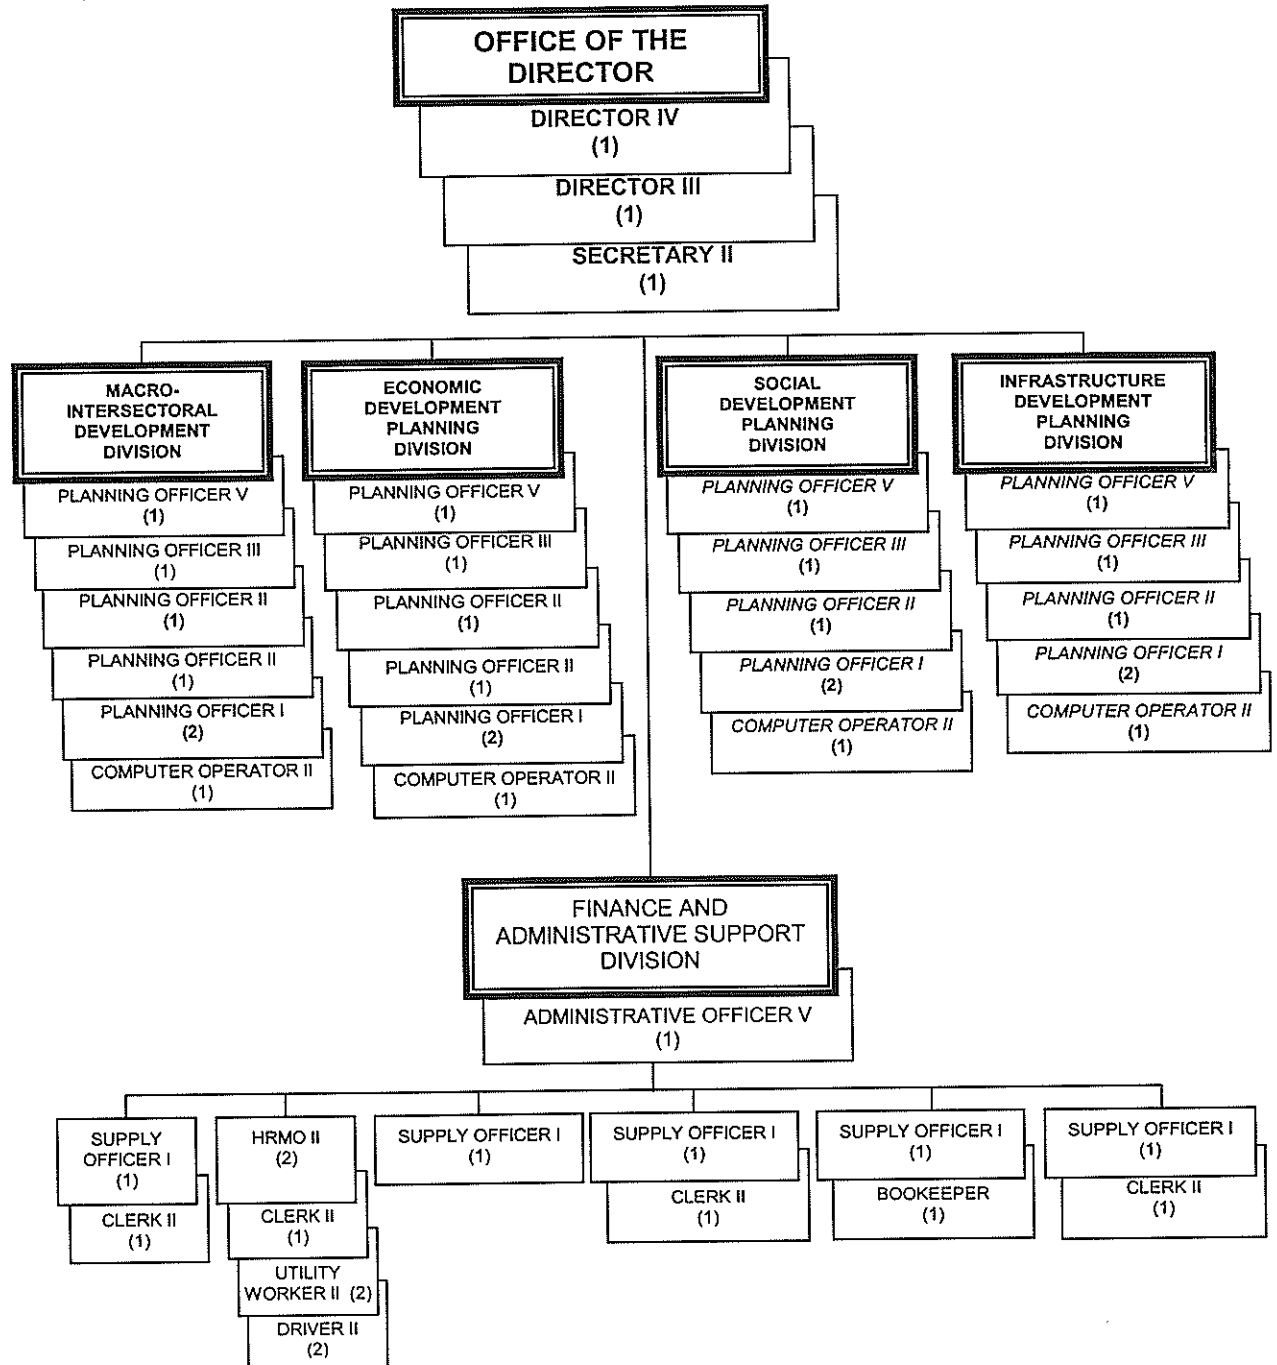 OFFICE OF THE
DIRECTOR
DIRECTOR IV
(1)
DIRECTOR III
(1)
SECRETARY II
(1)
MACRO-
INTERSECTORAL
DEVELOPMENT
DIVISION
PLANNING OFFICER V
(1)
PLANNING OFFICER III
(1)
PLANNING OFFICER II
(1)
PLANNING OFFICER II
(1)
PLANNING OFFICER I
(2)
COMPUTER OPERATOR II
(1)
ECONOMIC
DEVELOPMENT
PLANNING
DIVISION
PLANNING OFFICER V
(1)
PLANNING OFFICER III
(1)
PLANNING OFFICER II
(1)
PLANNING OFFICER II
(1)
PLANNING OFFICER I
(2)
COMPUTER OPERATOR II
(1)
SOCIAL
DEVELOPMENT
PLANNING
DIVISION
PLANNING OFFICER V
(1)
PLANNING OFFICER III
(1)
PLANNING OFFICER II
(1)
PLANNING OFFICER I
(2)
COMPUTER OPERATOR II
(1)
INFRASTRUCTURE
DEVELOPMENT
PLANNING
DIVISION
PLANNING OFFICER V
(1)
PLANNING OFFICER III
(1)
PLANNING OFFICER II
(1)
PLANNING OFFICER I
(2)
COMPUTER OPERATOR II
(1)
FINANCE AND
ADMINISTRATIVE SUPPORT
DIVISION
ADMINISTRATIVE OFFICER V
(1)
SUPPLY
OFFICER I
(1)
CLERK II
(1)
HRMO II
(2)
CLERK II
(1)
UTILITY
WORKER II (2)
DRIVER II
(2)
SUPPLY OFFICER I
(1)
SUPPLY OFFICER I
(1)
CLERK II
(1)
SUPPLY OFFICER I
(1)
BOOKEEPER
(1)
SUPPLY OFFICER I
(1)
CLERK II
(1)